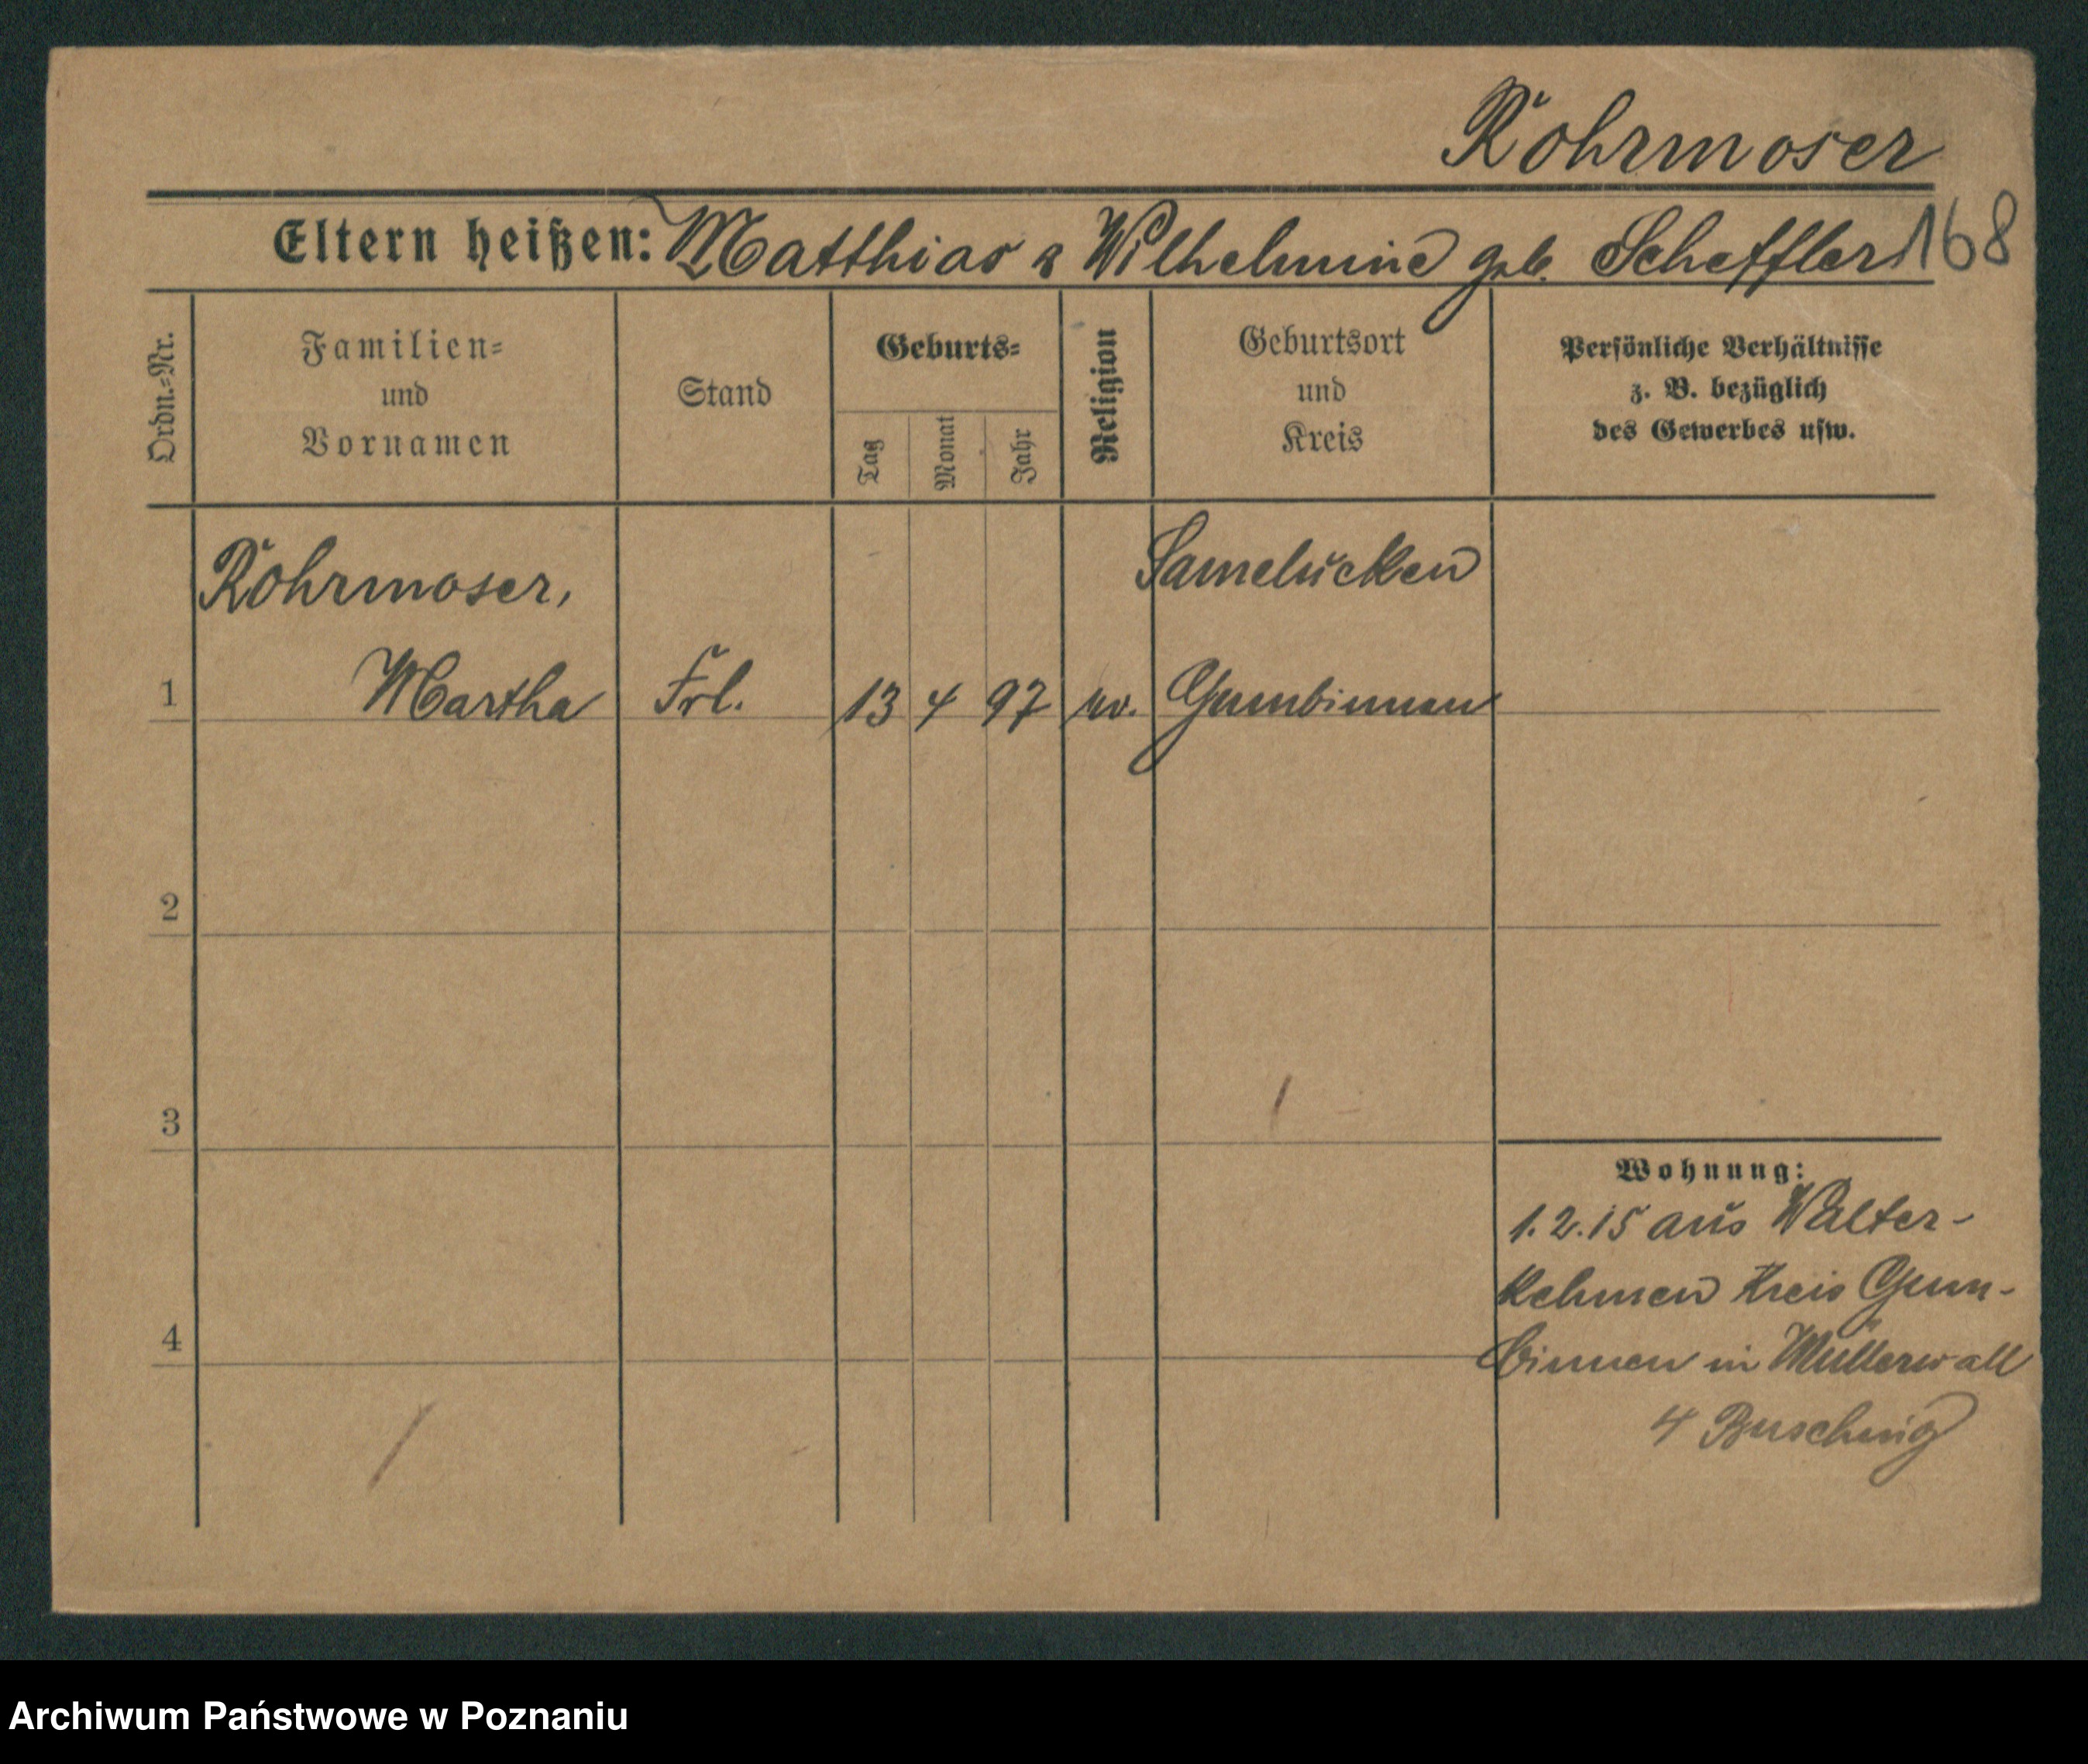 Rohrmoser
Eltern heißen: Matthias & Wilhelmine geb. Scheffler 168
Ordn.-Nr.
Familien-
und
Vornamen
Stand
Geburts-
Tag
Monat
Jahr
Religion
Geburtsort
und
Kreis
Persönliche Verhältnisse
z. B. bezüglich
des Gewerbes usw.
Rohrmoser,
Samelucken
1 Martha Frl. 13 4 97 ev. Gumbinnen
2
3
Wohnung:
1.2.15 aus Walter-
kehmen Kreis Gum-
4
binnen in Müllerwall
4 Busching
Archiwum Państwowe w Poznaniu